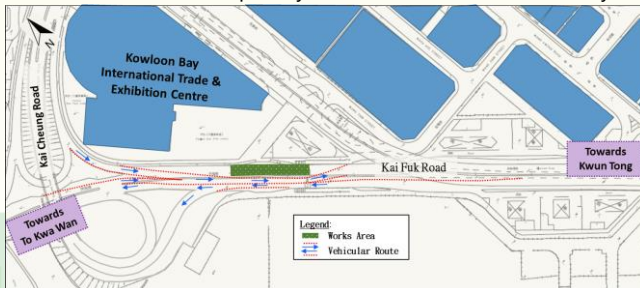 Kowloon Bay
International Trade &
Exhibition Centre
Kai Cheung Road
N
Kai Fuk Road
Towards
Kwun Tong
Towards
To Kwa Wan
Legend:
Works Area
Vehicular Route